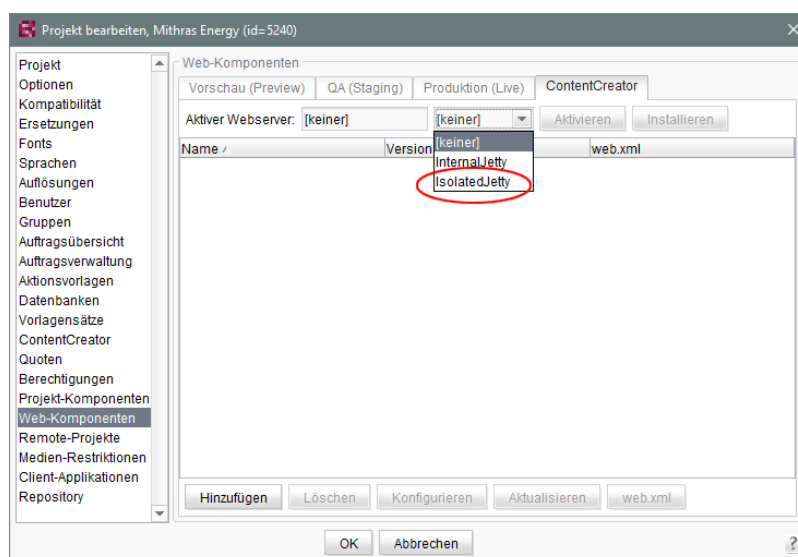 Projekt bearbeiten, Mithras Energy (id=5240)
Projekt
Optionen
Kompatibilität
Ersetzungen
Fonts
Sprachen
Auflösungen
Benutzer
Gruppen
Auftragsübersicht
Auftragsverwaltung
Aktionsvorlagen
Datenbanken
Vorlagensätze
ContentCreator
Quoten
Berechtigungen
Projekt-Komponenten
Web-Komponenten
Remote-Projekte
Medien-Restriktionen
Client-Applikationen
Repository
Web-Komponenten
Vorschau (Preview) QA (Staging) Produktion (Live) ContentCreator
Aktiver Webserver: [keiner] [keiner] Aktivieren Installieren
Name Version web.xml
[keiner]
InternalJetty
IsolatedJetty
Hinzufügen Löschen Konfigurieren Aktualisieren web.xml
OK Abbrechen ?